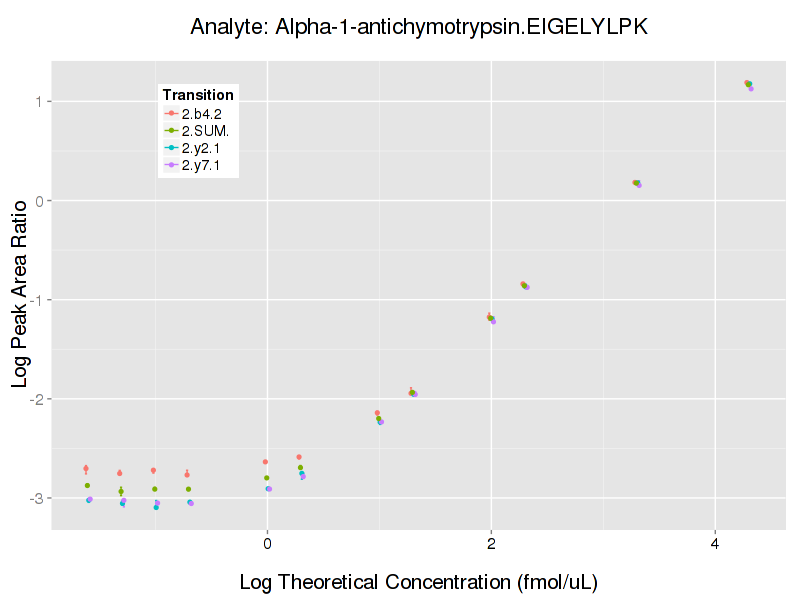 Analyte: Alpha-1-antichymotrypsin.EIGELYLPK
Transition
2.b4.2
2.SUM.
2.y2.1
2.y7.1
Log Peak Area Ratio
1
0
-1
-2
-3
0
2
4
Log Theoretical Concentration (fmol/uL)